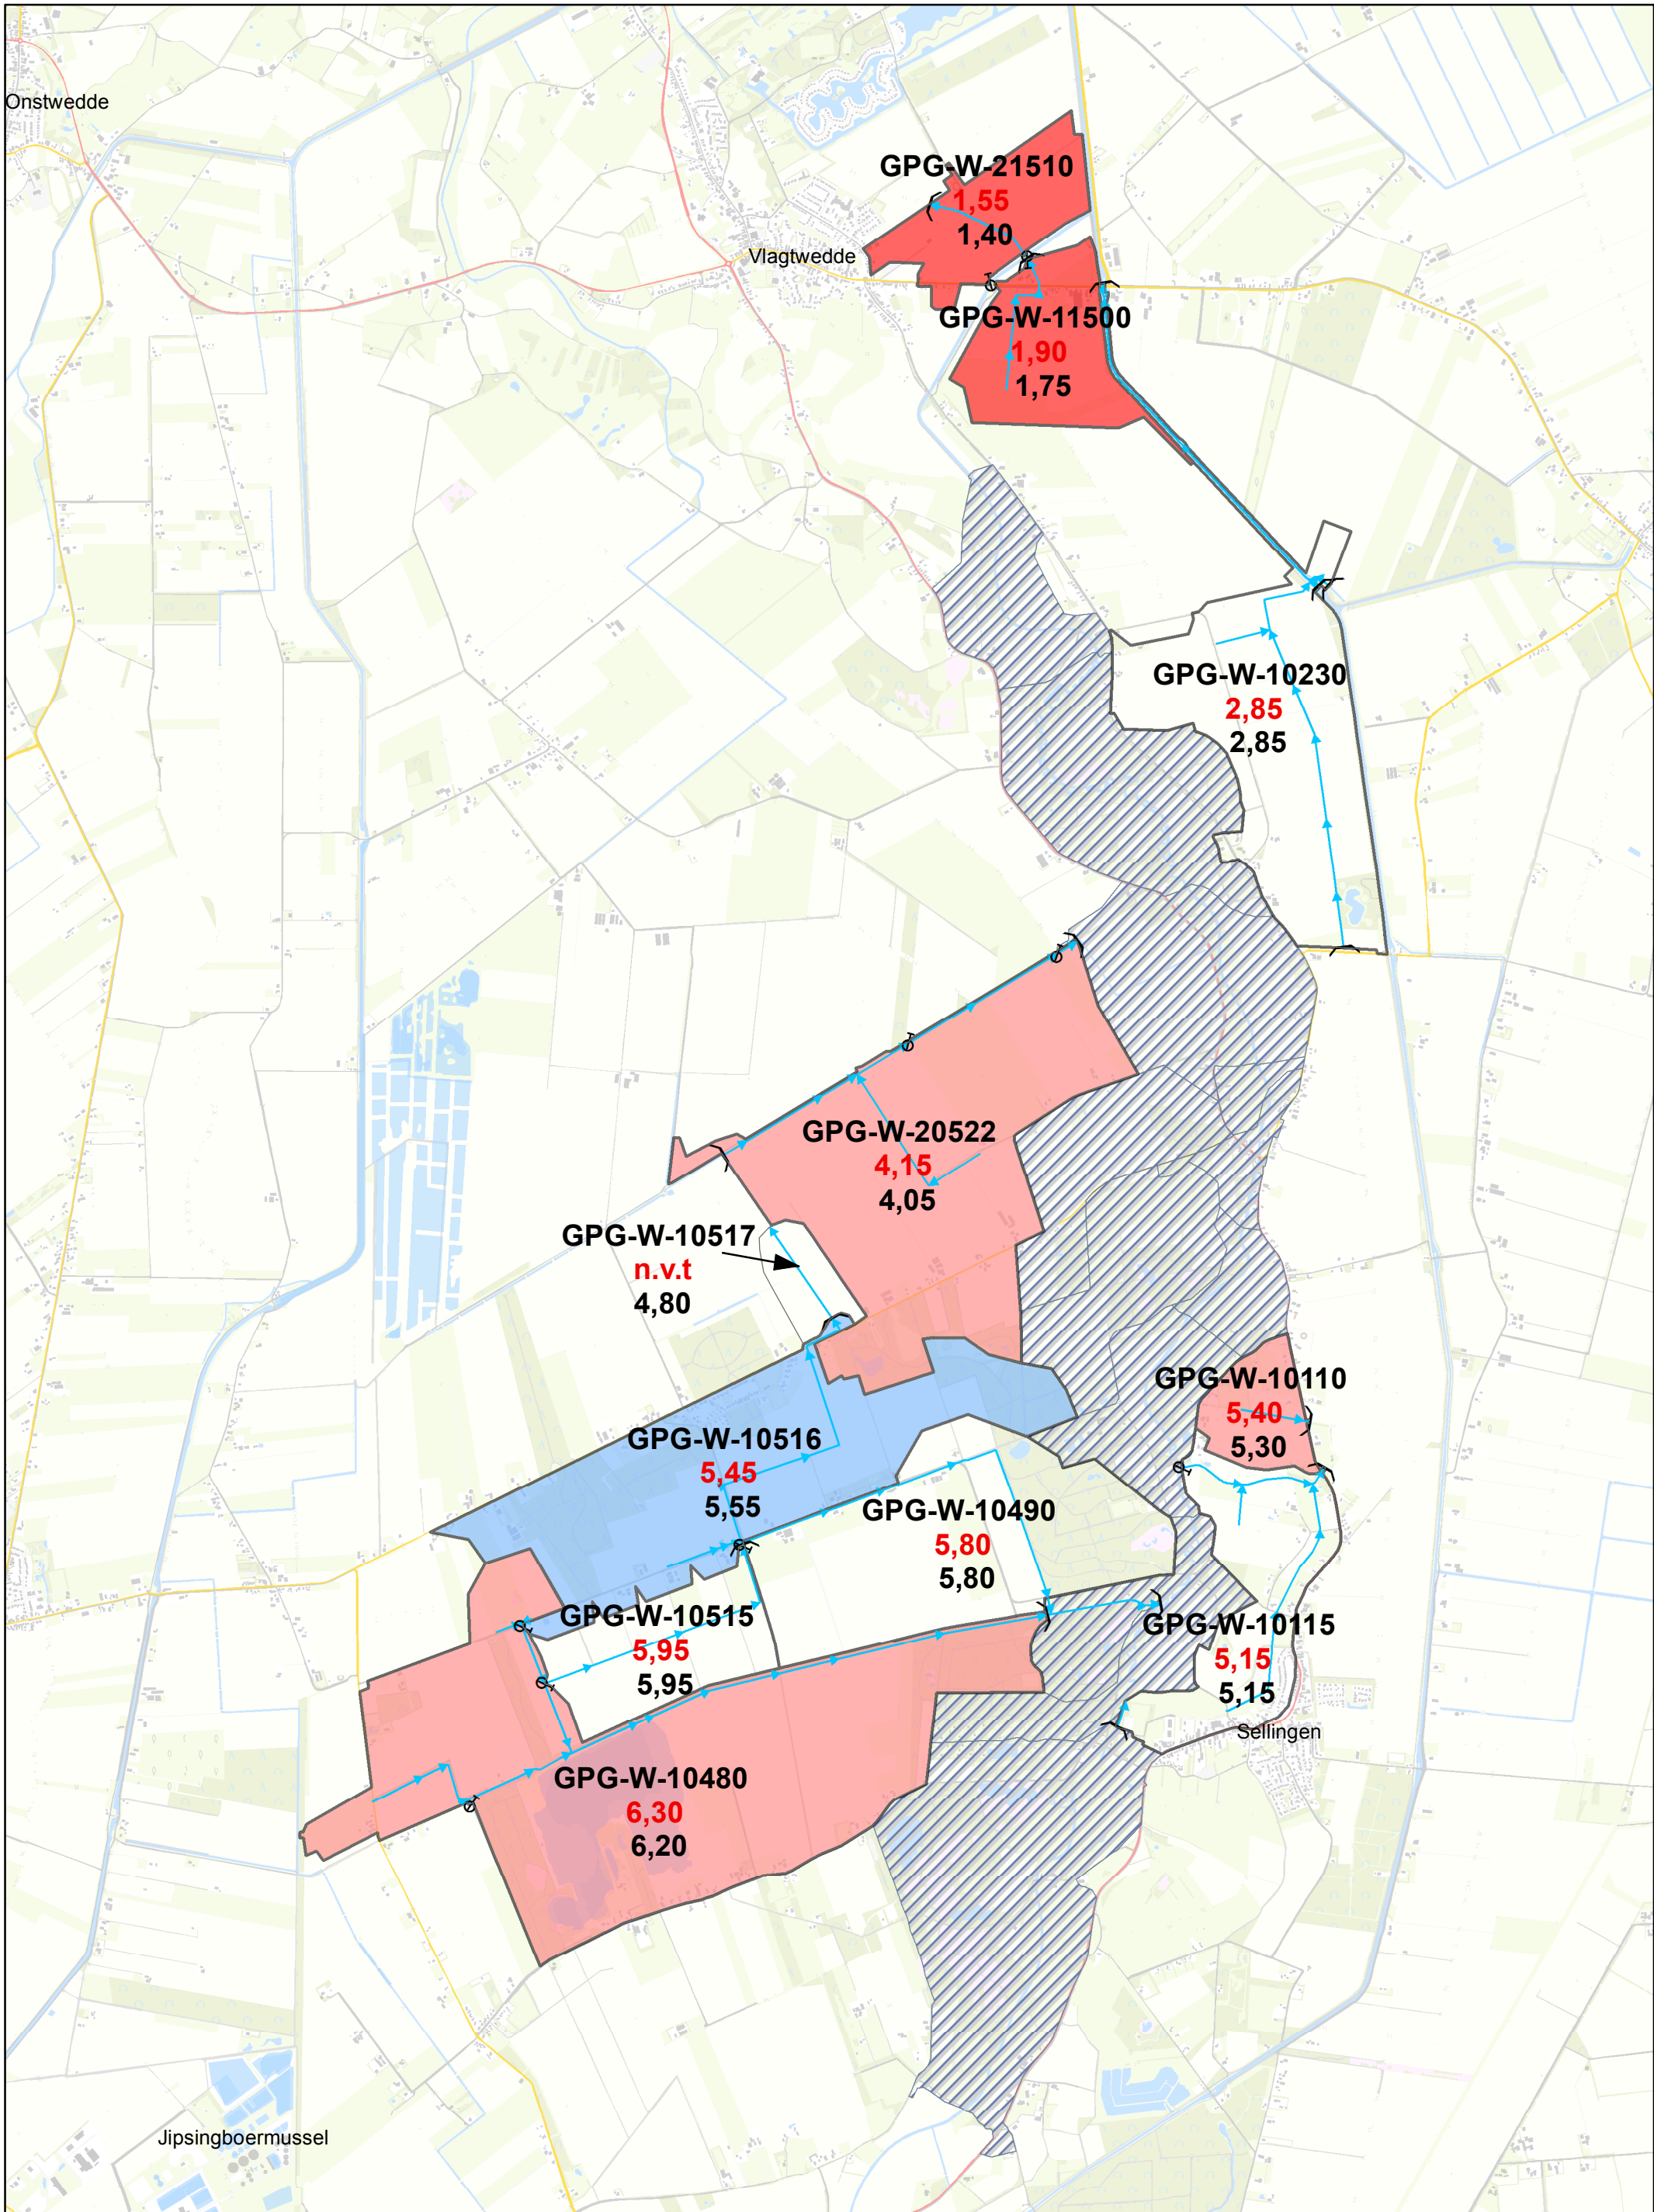 Onstwedde
GPG-W-21510
1,55
1,40
Vlagtwedde
GPG-W-11500
1,90
1,75
GPG-W-10230
2,85
2,85
GPG-W-20522
4,15
4,05
GPG-W-10517
n.v.t
4,80
GPG-W-10110
5,40
5,30
GPG-W-10516
5,45
5,55
GPG-W-10490
5,80
5,80
GPG-W-10515
5,95
5,95
GPG-W-10115
5,15
5,15
Sellingen
GPG-W-10480
6,30
6,20
Jipsingboermussel